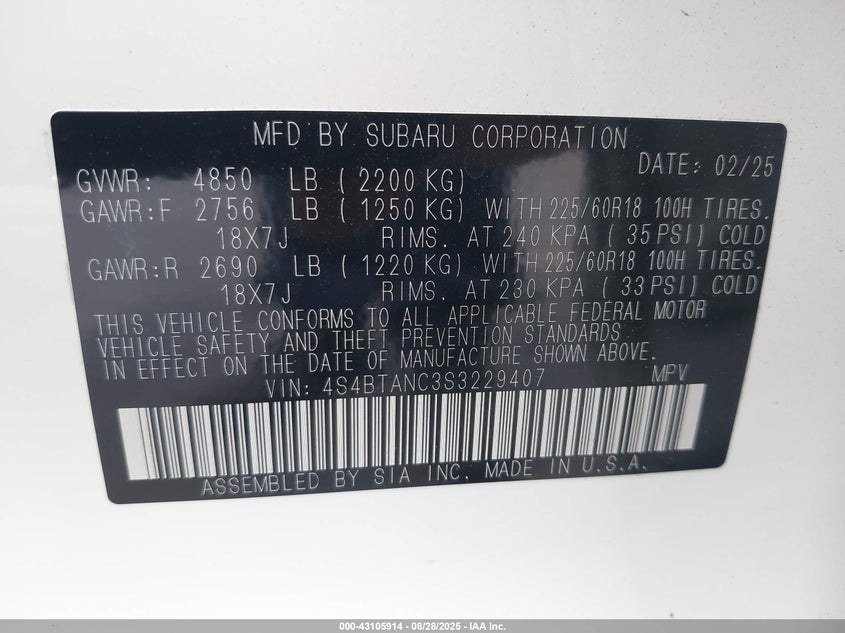 MFD BY SUBARU CORPORATION
DATE: 02/25
GVWR: 4850 LB ( 2200 KG)
GAWR:F 2756 LB ( 1250 KG) WITH 225/60R18 100H TIRES.
18X7J RIMS. AT 240 KPA ( 35 PSI) COLD
GAWR:R 2690 LB ( 1220 KG) WITH 225/60R18 100H TIRES.
18X7J RIMS. AT 230 KPA ( 33 PSI) COLD
THIS VEHICLE CONFORMS TO ALL APPLICABLE FEDERAL MOTOR
VEHICLE SAFETY AND THEFT PREVENTION STANDARDS
IN EFFECT ON THE DATE OF MANUFACTURE SHOWN ABOVE.
VIN: 4S4BTANC3S3229407 MPV
ASSEMBLED BY SIA INC. MADE IN U.S.A.
000-43105914 - 08/28/2025 - IAA Inc.